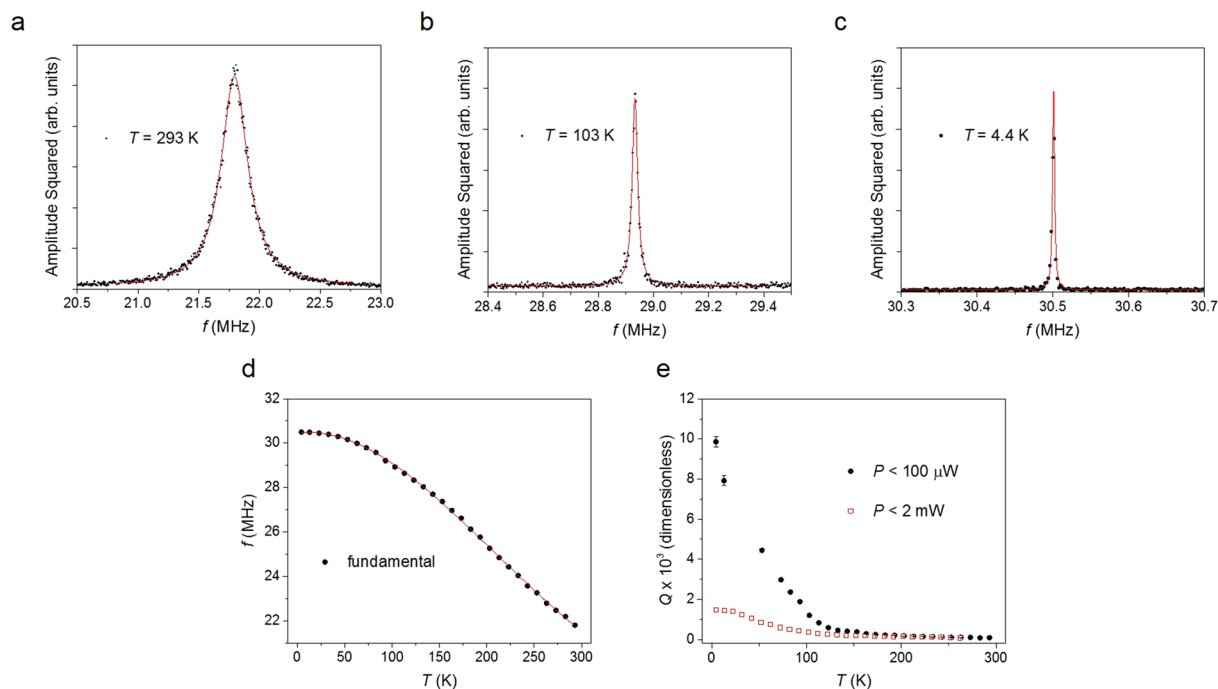 a
Amplitude Squared (arb. units)
T = 293 K
20.5 21.0 21.5 22.0 22.5 23.0
f (MHz)
b
Amplitude Squared (arb. units)
T = 103 K
28.4 28.6 28.8 29.0 29.2 29.4
f (MHz)
c
Amplitude Squared (arb. units)
T = 4.4 K
30.3 30.4 30.5 30.6 30.7
f (MHz)
d
f (MHz)
32
30
28
26
24
22
fundamental
0 50 100 150 200 250 300
T (K)
e
Q x 10³ (dimensionless)
12
10
8
6
4
2
0
P < 100 μW
P < 2 mW
0 100 200 300
T (K)